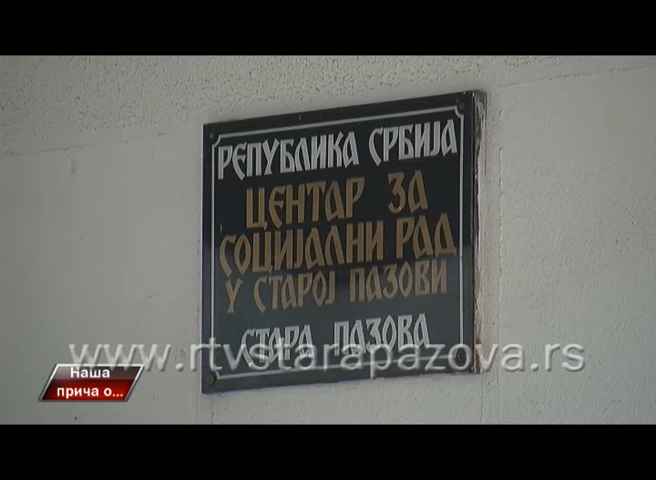 РЕПУБЛИКА СРБИЈА
ЦЕНТАР ЗА
СОЦИЈАЛНИ РАД
У СТАРОЈ ПАЗОВИ
СТАРА ПАЗОВА
www.rtvstarapazova.rs
Наша
прича о...